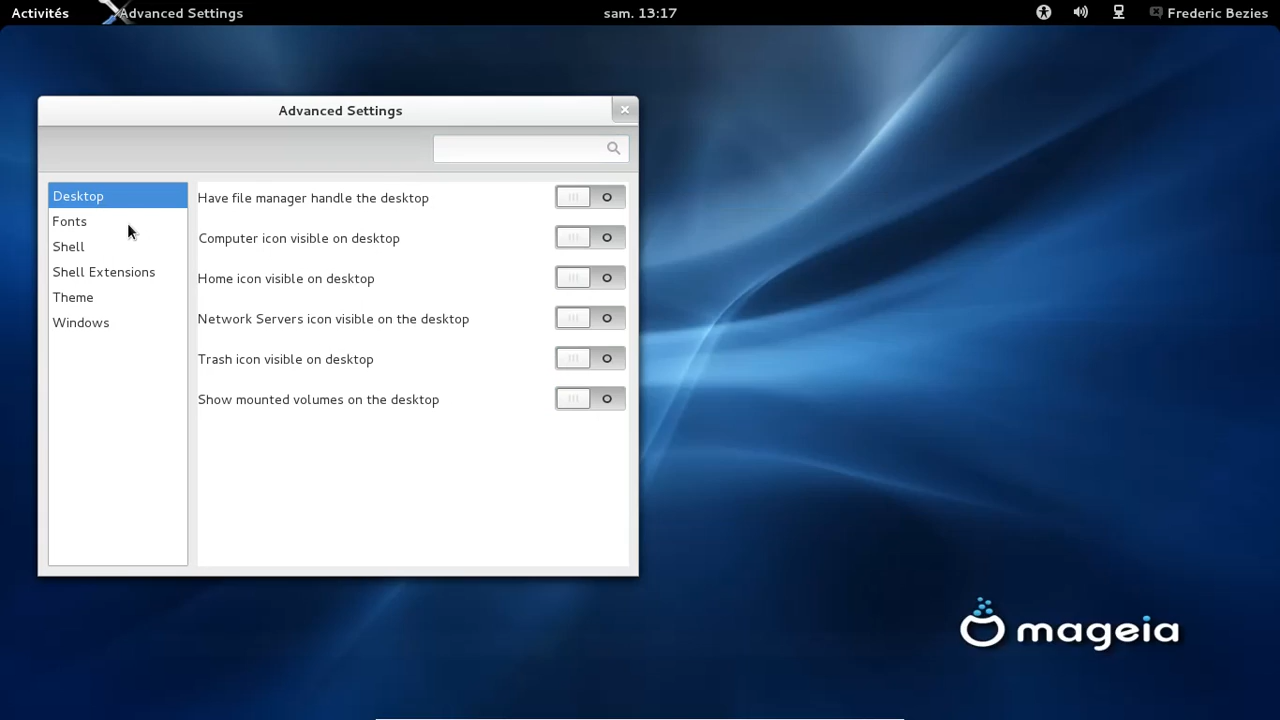 Activités Advanced Settings sam. 13:17 Frederic Bezies
Advanced Settings
Desktop
Fonts
Shell
Shell Extensions
Theme
Windows
Have file manager handle the desktop
Computer icon visible on desktop
Home icon visible on desktop
Network Servers icon visible on the desktop
Trash icon visible on desktop
Show mounted volumes on the desktop
mageia